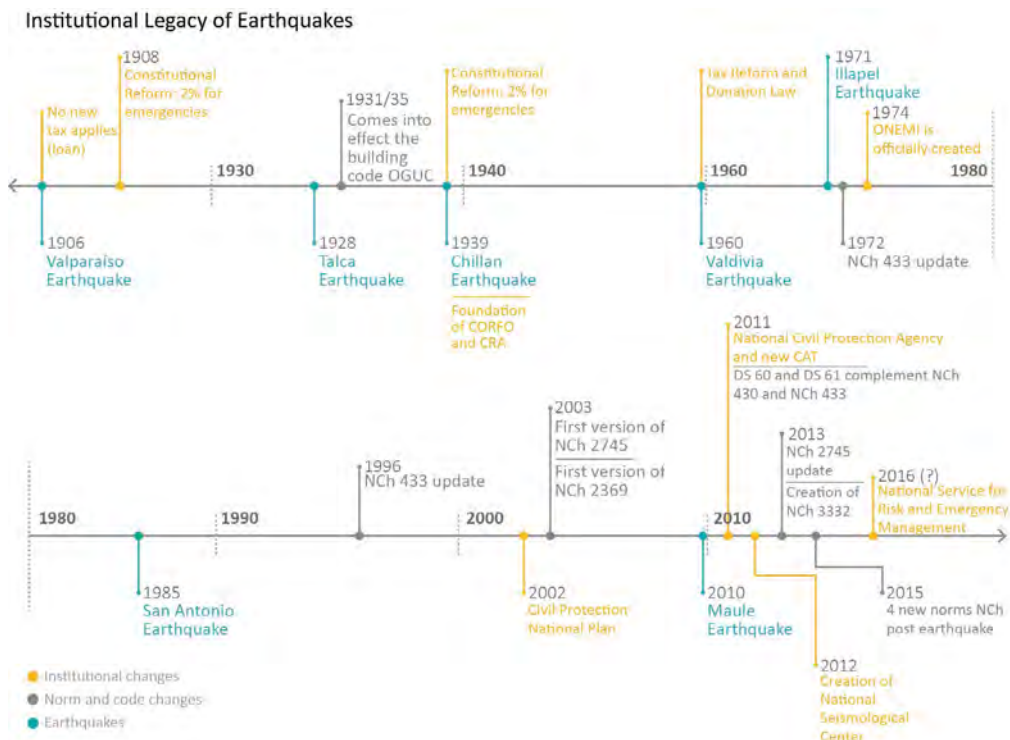 Institutional Legacy of Earthquakes
1908
Constitutional
Reform: 2% for
emergencies
No new
tax applies
(loan)
1931/35
Comes into
effect the
building
code OGUC
Constitutional
Reform: 2% for
emergencies
Tax Reform and
Donation Law
1971
Illapel
Earthquake
1974
ONEMI is
officially created
1930
1940
1960
1980
1906
Valparaíso
Earthquake
1928
Talca
Earthquake
1939
Chillan
Earthquake
Foundation
of CORFO
and CRA
1960
Valdivia
Earthquake
1972
NCh 433 update
2011
National Civil Protection Agency
and new CAT
DS 60 and DS 61 complement NCh
430 and NCh 433
2003
First version of
NCh 2745
First version of
NCh 2369
1996
NCh 433 update
2013
NCh 2745
update
Creation of
NCh 3332
2016 (?)
National Service for
Risk and Emergency
Management
1980
1990
2000
2010
1985
San Antonio
Earthquake
2002
Civil Protection
National Plan
2010
Maule
Earthquake
2015
4 new norms NCh
post earthquake
2012
Creation of
National
Seismological
Center
Institutional changes
Norm and code changes
Earthquakes